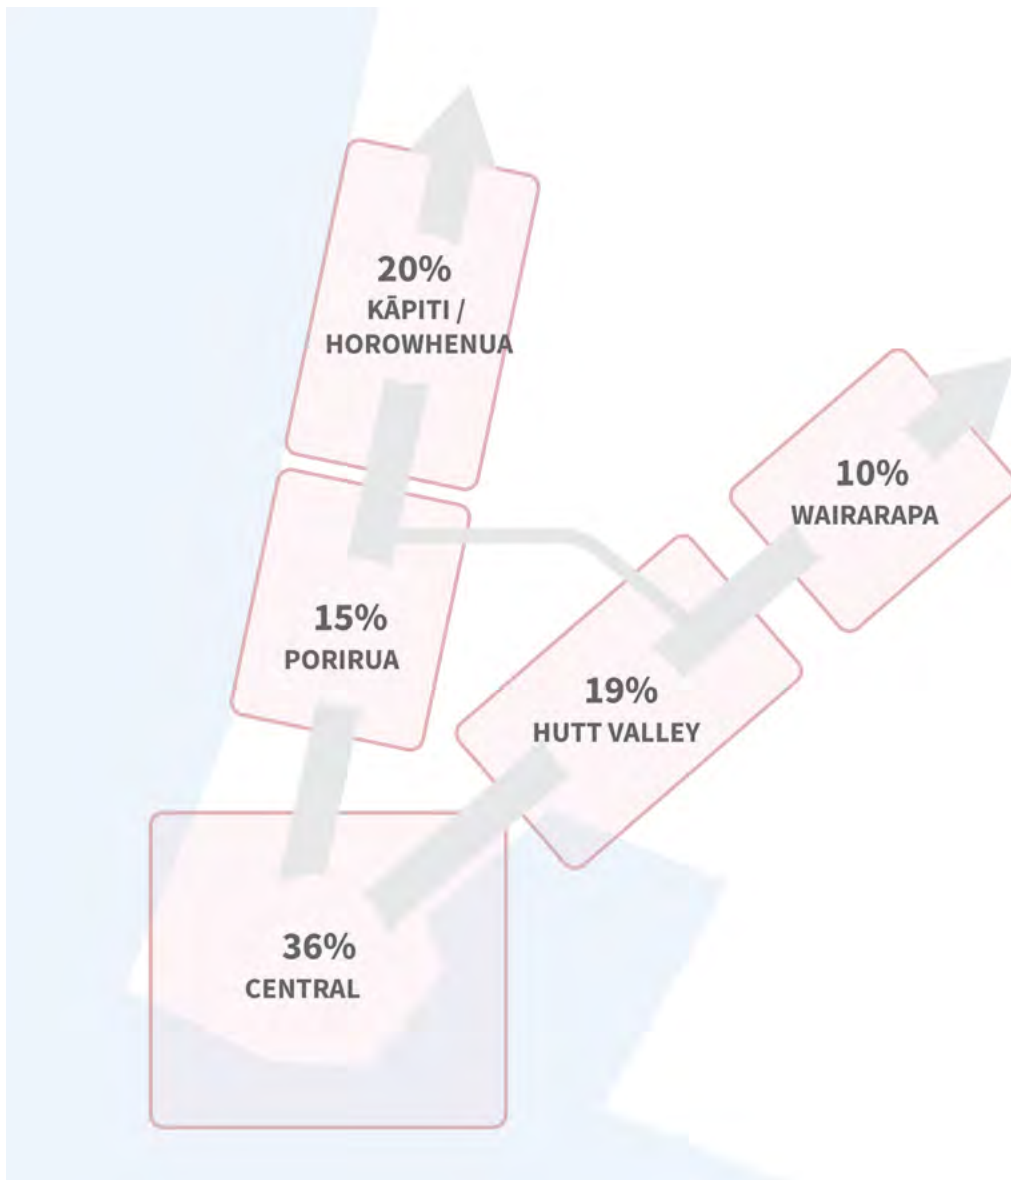 20%
KĀPITI /
HOROWHENUA
10%
WAIRARAPA
15%
PORIRUA
19%
HUTT VALLEY
36%
CENTRAL